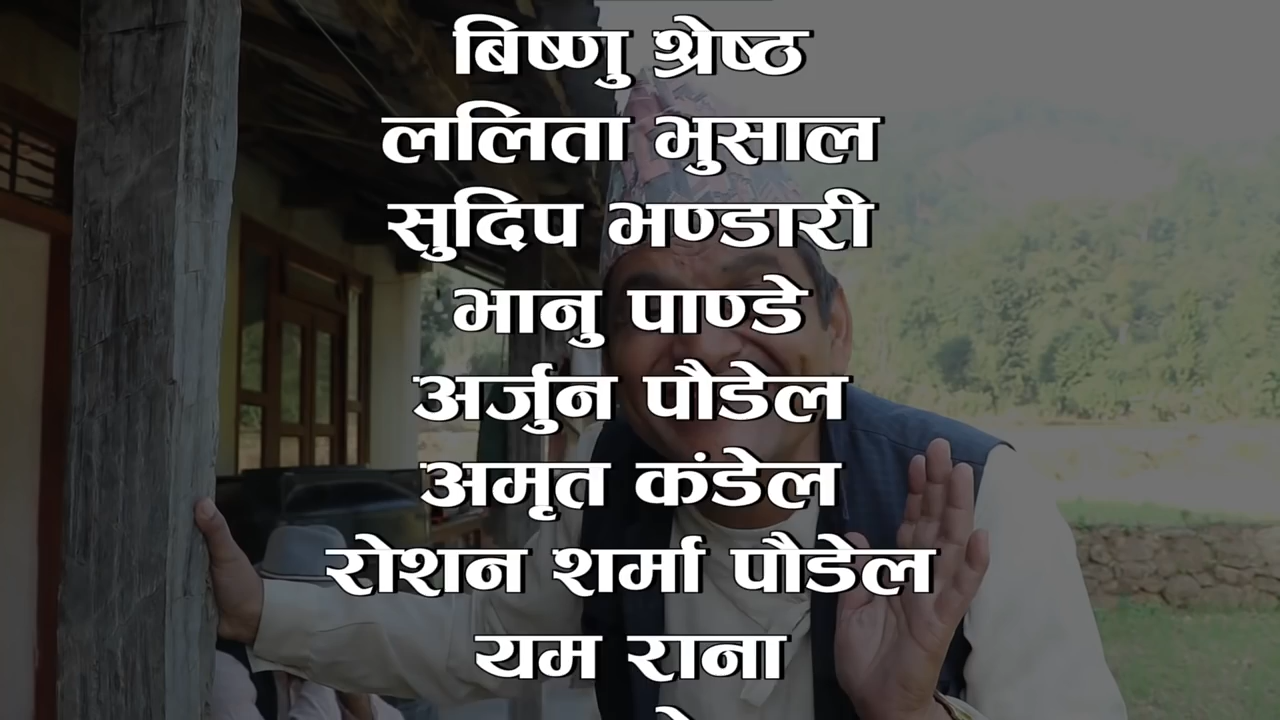 बिष्णु श्रेष्ठ
ललिता भुसाल
सुदिप भण्डारी
भानु पाण्डे
अर्जुन पौडेल
अमृत कंडेल
रोशन शर्मा पौडेल
यम राना